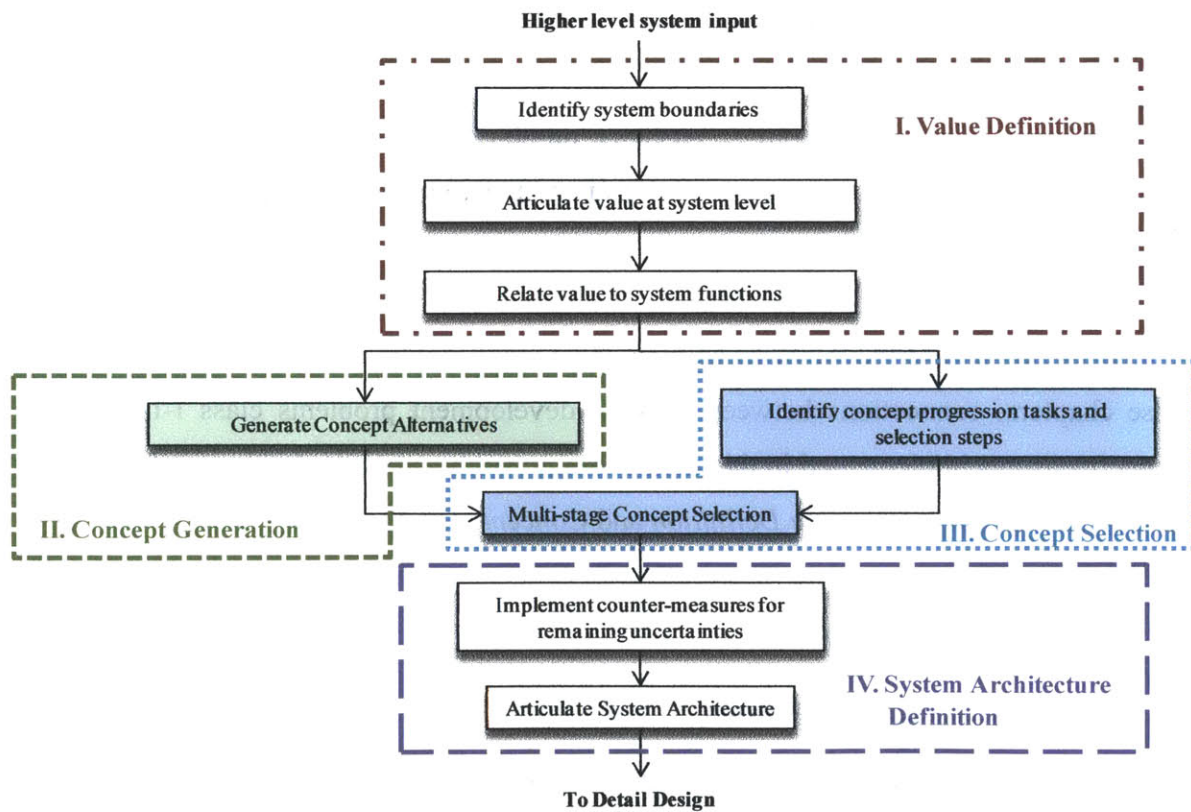 Higher level system input
Identify system boundaries
I. Value Definition
Articulate value at system level
Relate value to system functions
Generate Concept Alternatives
Identify concept progression tasks and
selection steps
II. Concept Generation
Multi-stage Concept Selection
III. Concept Selection
Implement counter-measures for
remaining uncertainties
IV. System Architecture
Definition
Articulate System Architecture
To Detail Design